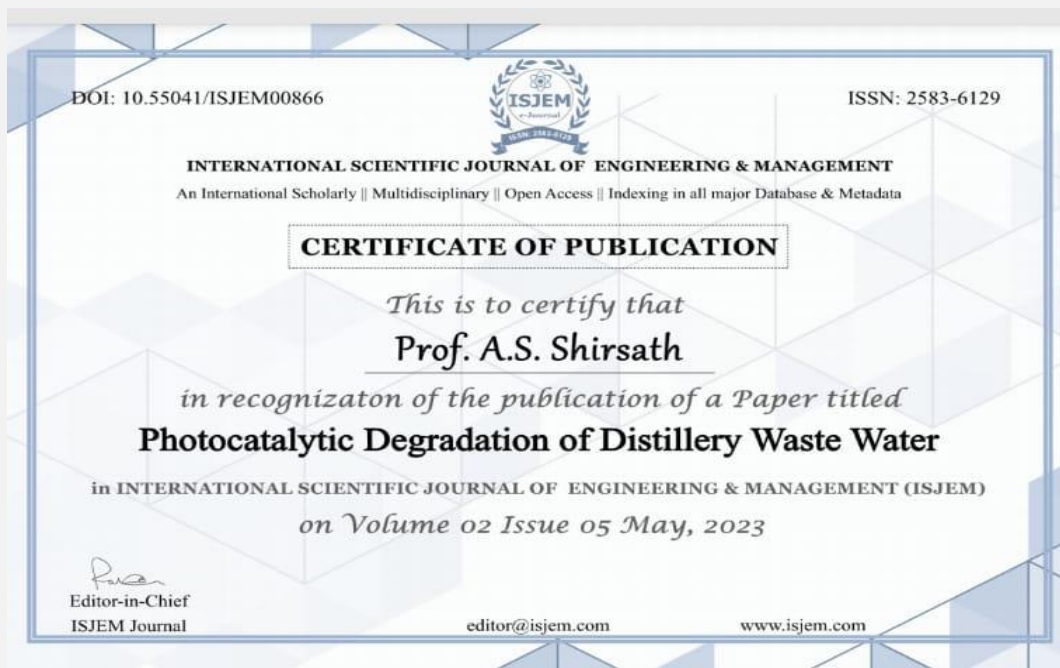 DOI: 10.55041/ISJEM00866
ISSN: 2583-6129
ISJEM
e-Journal
ISSN: 2583-6129
INTERNATIONAL SCIENTIFIC JOURNAL OF ENGINEERING & MANAGEMENT
An International Scholarly || Multidisciplinary || Open Access || Indexing in all major Database & Metadata
CERTIFICATE OF PUBLICATION
This is to certify that
Prof. A.S. Shirsath
in recognizaton of the publication of a Paper titled
Photocatalytic Degradation of Distillery Waste Water
in INTERNATIONAL SCIENTIFIC JOURNAL OF ENGINEERING & MANAGEMENT (ISJEM)
on Volume 02 Issue 05 May, 2023
Editor-in-Chief
ISJEM Journal
editor@isjem.com
www.isjem.com